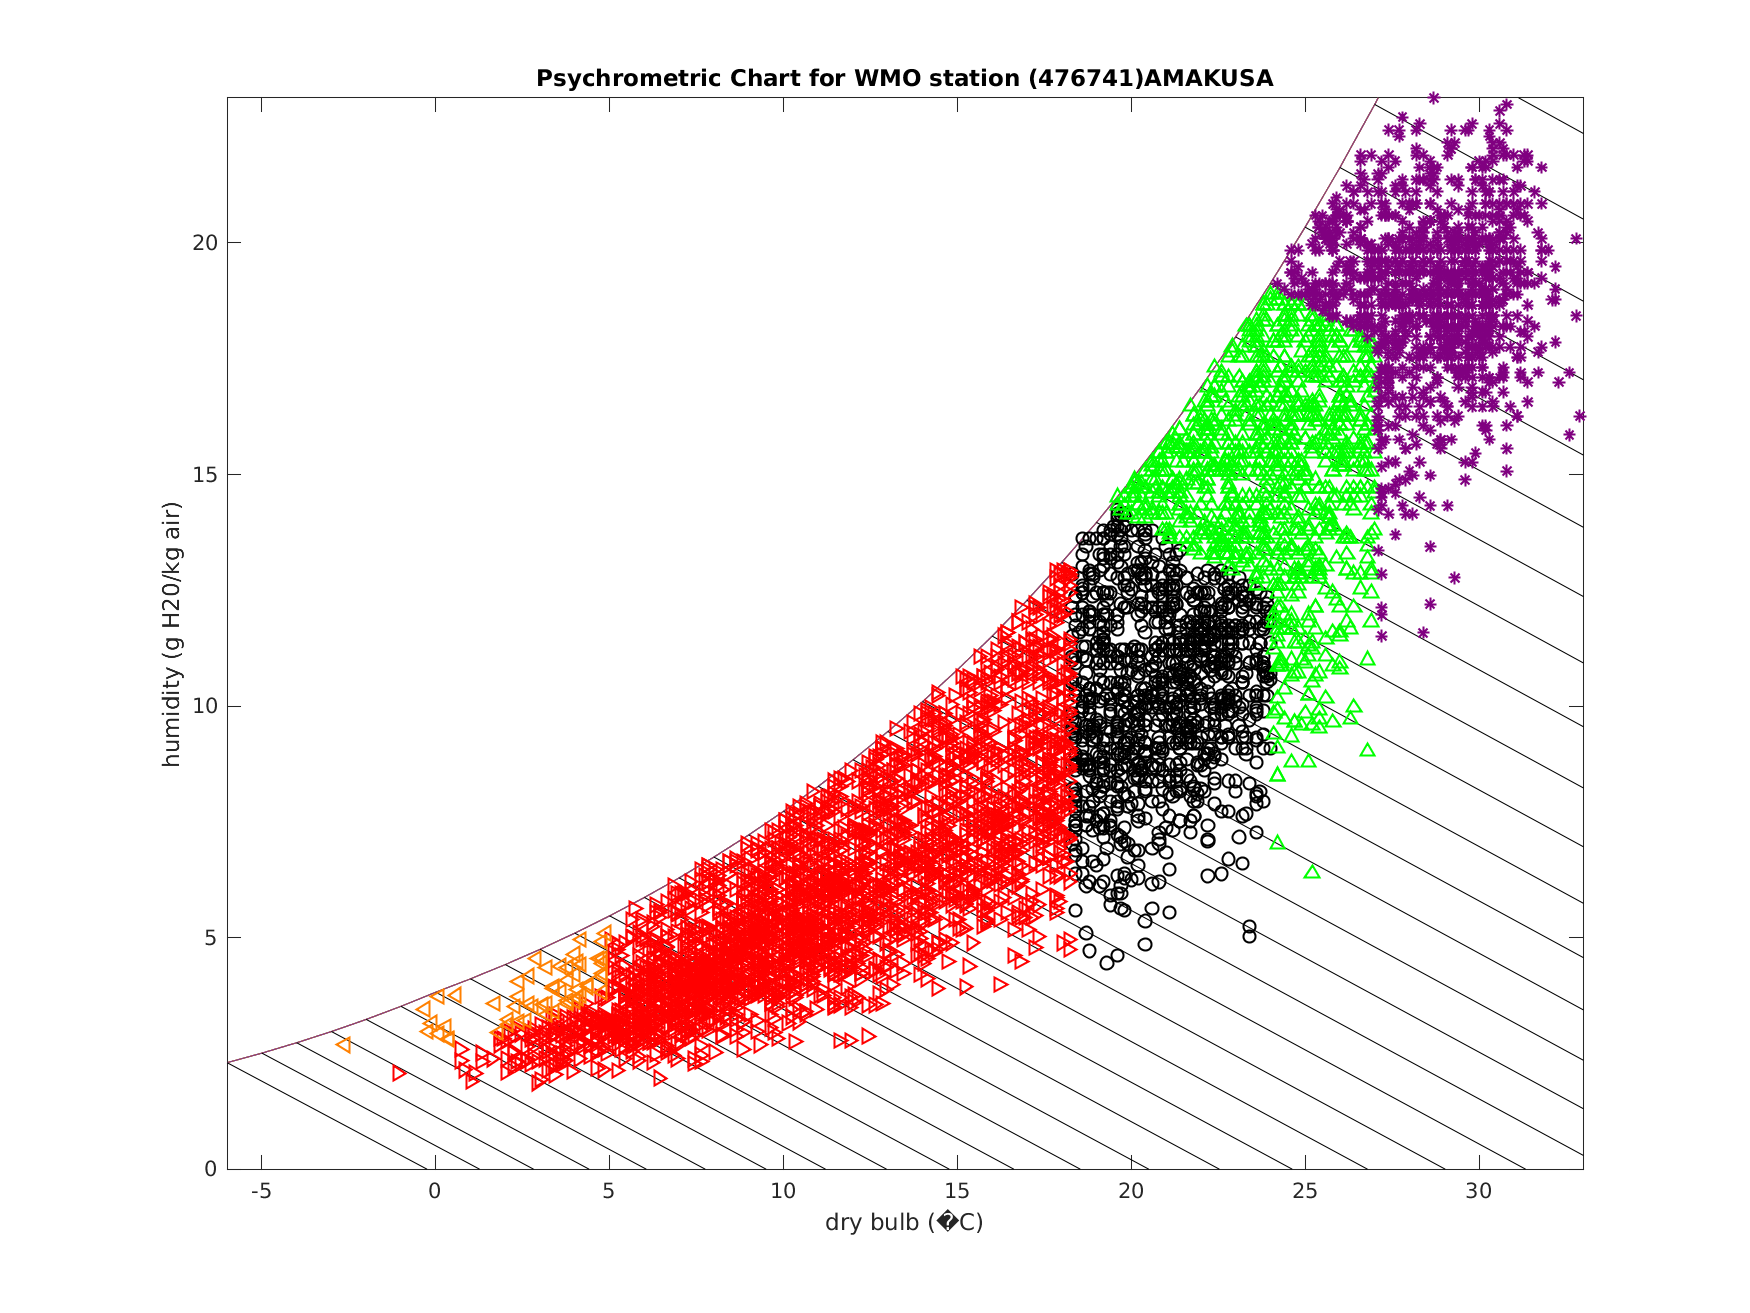 Psychrometric Chart for WMO station (476741)AMAKUSA
humidity (g H20/kg air)
20
15
10
5
0
-5 0 5 10 15 20 25 30
dry bulb (�C)